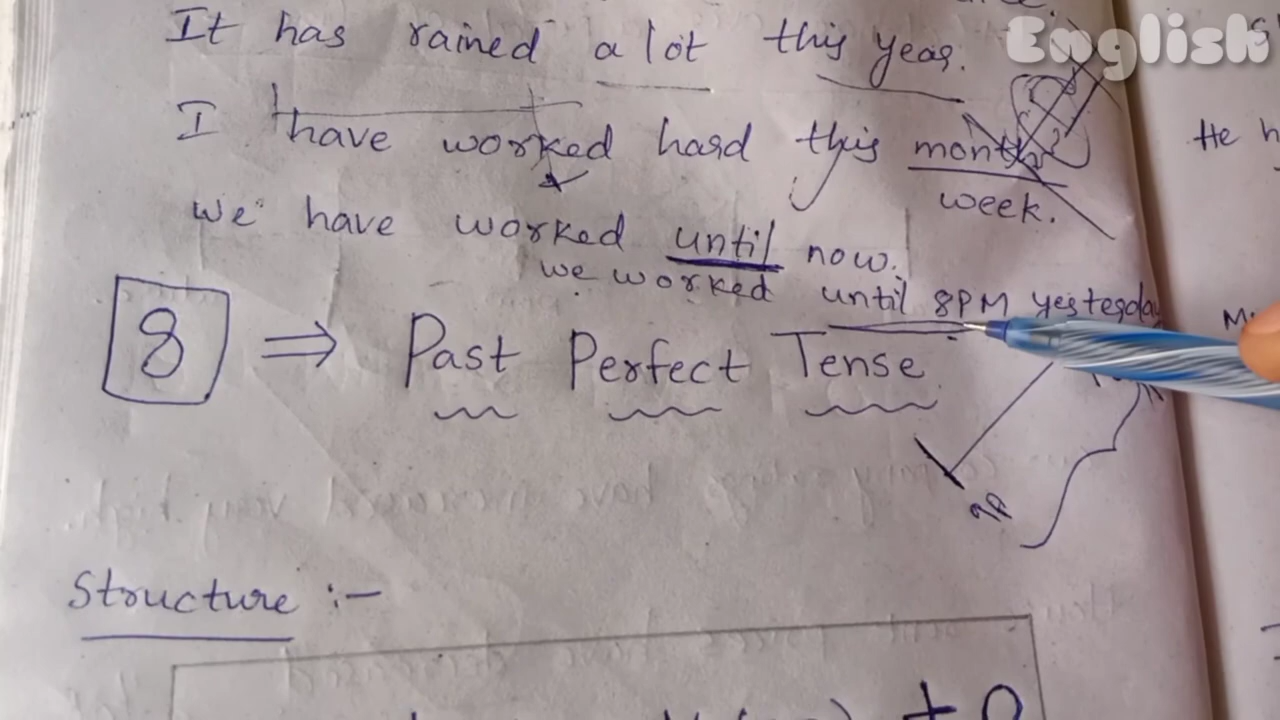 English
It has rained a lot this year.
I have worked hard this month
week.
He h
we have worked until now.
we worked until 8PM yesterday
8 ⇒ Past Perfect Tense
9P
Structure :-